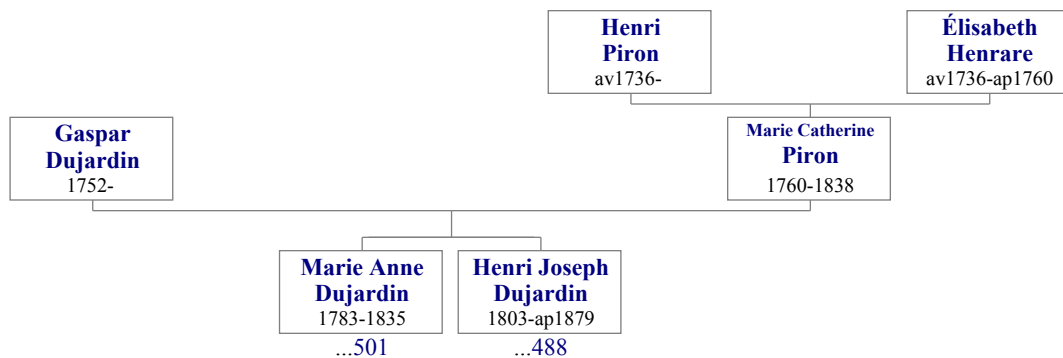 Henri
Piron
av1736-
Élisabeth
Henrare
av1736-ap1760
Gaspar
Dujardin
1752-
Marie Catherine
Piron
1760-1838
Marie Anne
Dujardin
1783-1835
...501
Henri Joseph
Dujardin
1803-ap1879
...488